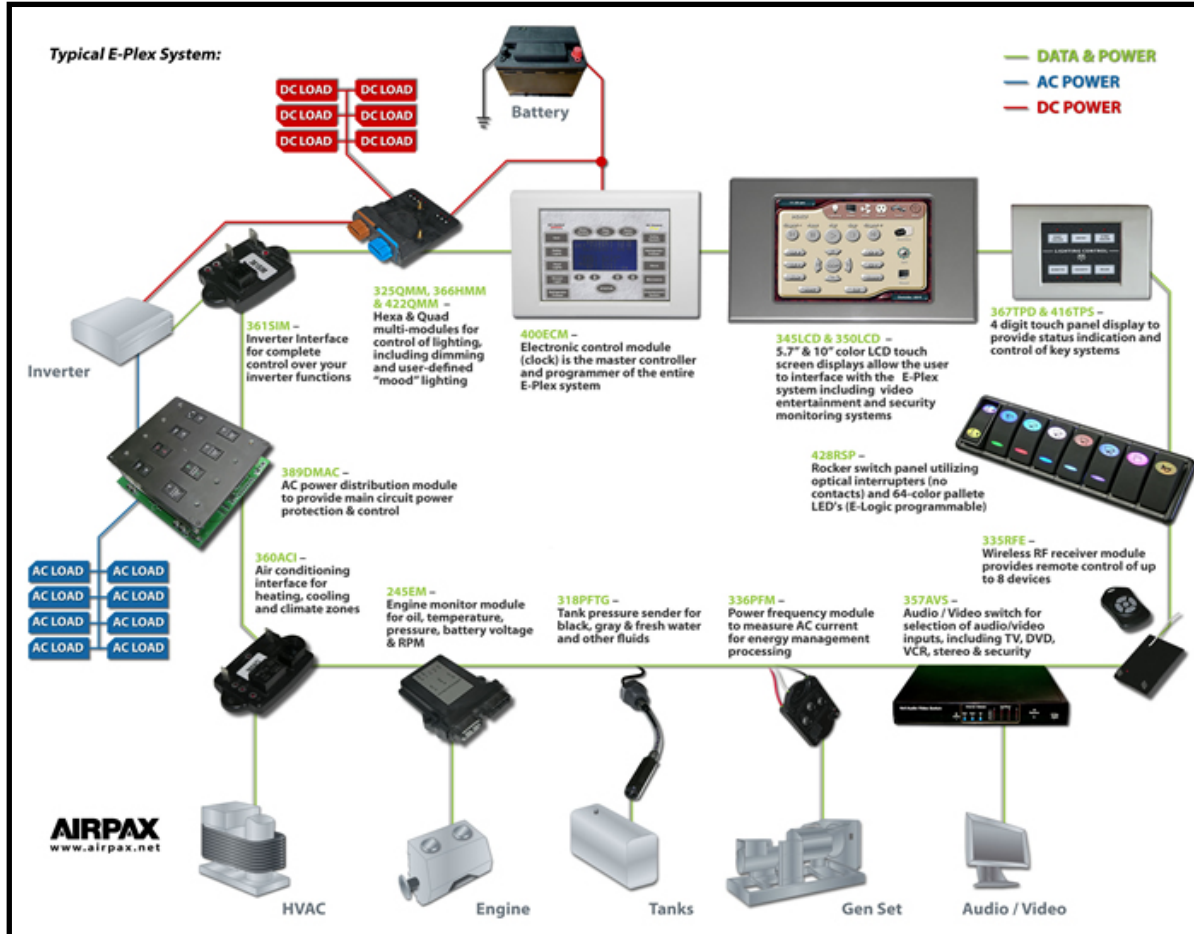 Typical E-Plex System:
DATA & POWER
AC POWER
DC POWER
DC LOAD DC LOAD
DC LOAD DC LOAD
DC LOAD DC LOAD
Battery
Inverter
361SIM –
Inverter Interface
for complete
control over your
inverter functions
325QMM, 366HMM
& 422QMM –
Hexa & Quad
multi-modules for
control of lighting,
including dimming
and user-defined
"mood" lighting
400ECM –
Electronic control module
(clock) is the master controller
and programmer of the entire
E-Plex system
345LCD & 350LCD –
5.7" & 10" color LCD touch
screen displays allow the user
to interface with the E-Plex
system including video
entertainment and security
monitoring systems
LIGHTING CONTROL
367TPD & 416TPS –
4 digit touch panel display to
provide status indication and
control of key systems
389DMAC –
AC power distribution module
to provide main circuit power
protection & control
428RSP –
Rocker switch panel utilizing
optical interrupters (no
contacts) and 64-color pallete
LED's (E-Logic programmable)
335RFE –
Wireless RF receiver module
provides remote control of up
to 8 devices
AC LOAD AC LOAD
AC LOAD AC LOAD
AC LOAD AC LOAD
AC LOAD AC LOAD
360ACI –
Air conditioning
interface for
heating, cooling
and climate zones
245EM –
Engine monitor module
for oil, temperature,
pressure, battery voltage
& RPM
318PFTG –
Tank pressure sender for
black, gray & fresh water
and other fluids
336PFM –
Power frequency module
to measure AC current
for energy management
processing
357AVS –
Audio / Video switch for
selection of audio/video
inputs, including TV, DVD,
VCR, stereo & security
AIRPAX
www.airpax.net
HVAC
Engine
Tanks
Gen Set
Audio / Video